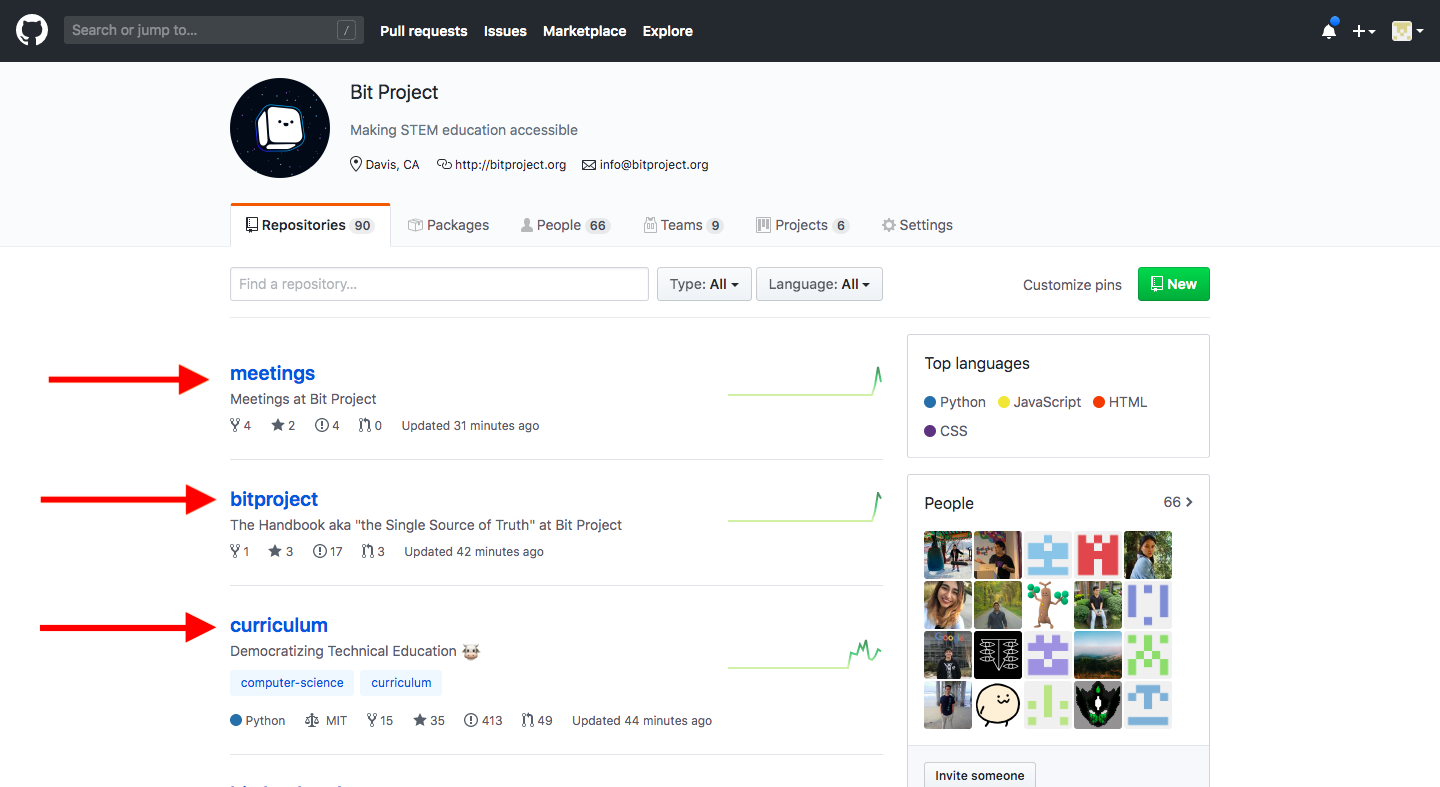 Search or jump to... /
Pull requests Issues Marketplace Explore
Bit Project
Making STEM education accessible
Davis, CA http://bitproject.org info@bitproject.org
Repositories 90 Packages People 66 Teams 9 Projects 6 Settings
Find a repository... Type: All Language: All Customize pins New
meetings
Meetings at Bit Project
4 2 4 0 Updated 31 minutes ago
bitproject
The Handbook aka "the Single Source of Truth" at Bit Project
1 3 17 3 Updated 42 minutes ago
curriculum
Democratizing Technical Education 🐮
computer-science curriculum
Python MIT 15 35 413 49 Updated 44 minutes ago
Top languages
Python JavaScript HTML
CSS
People 66
Google
Invite someone